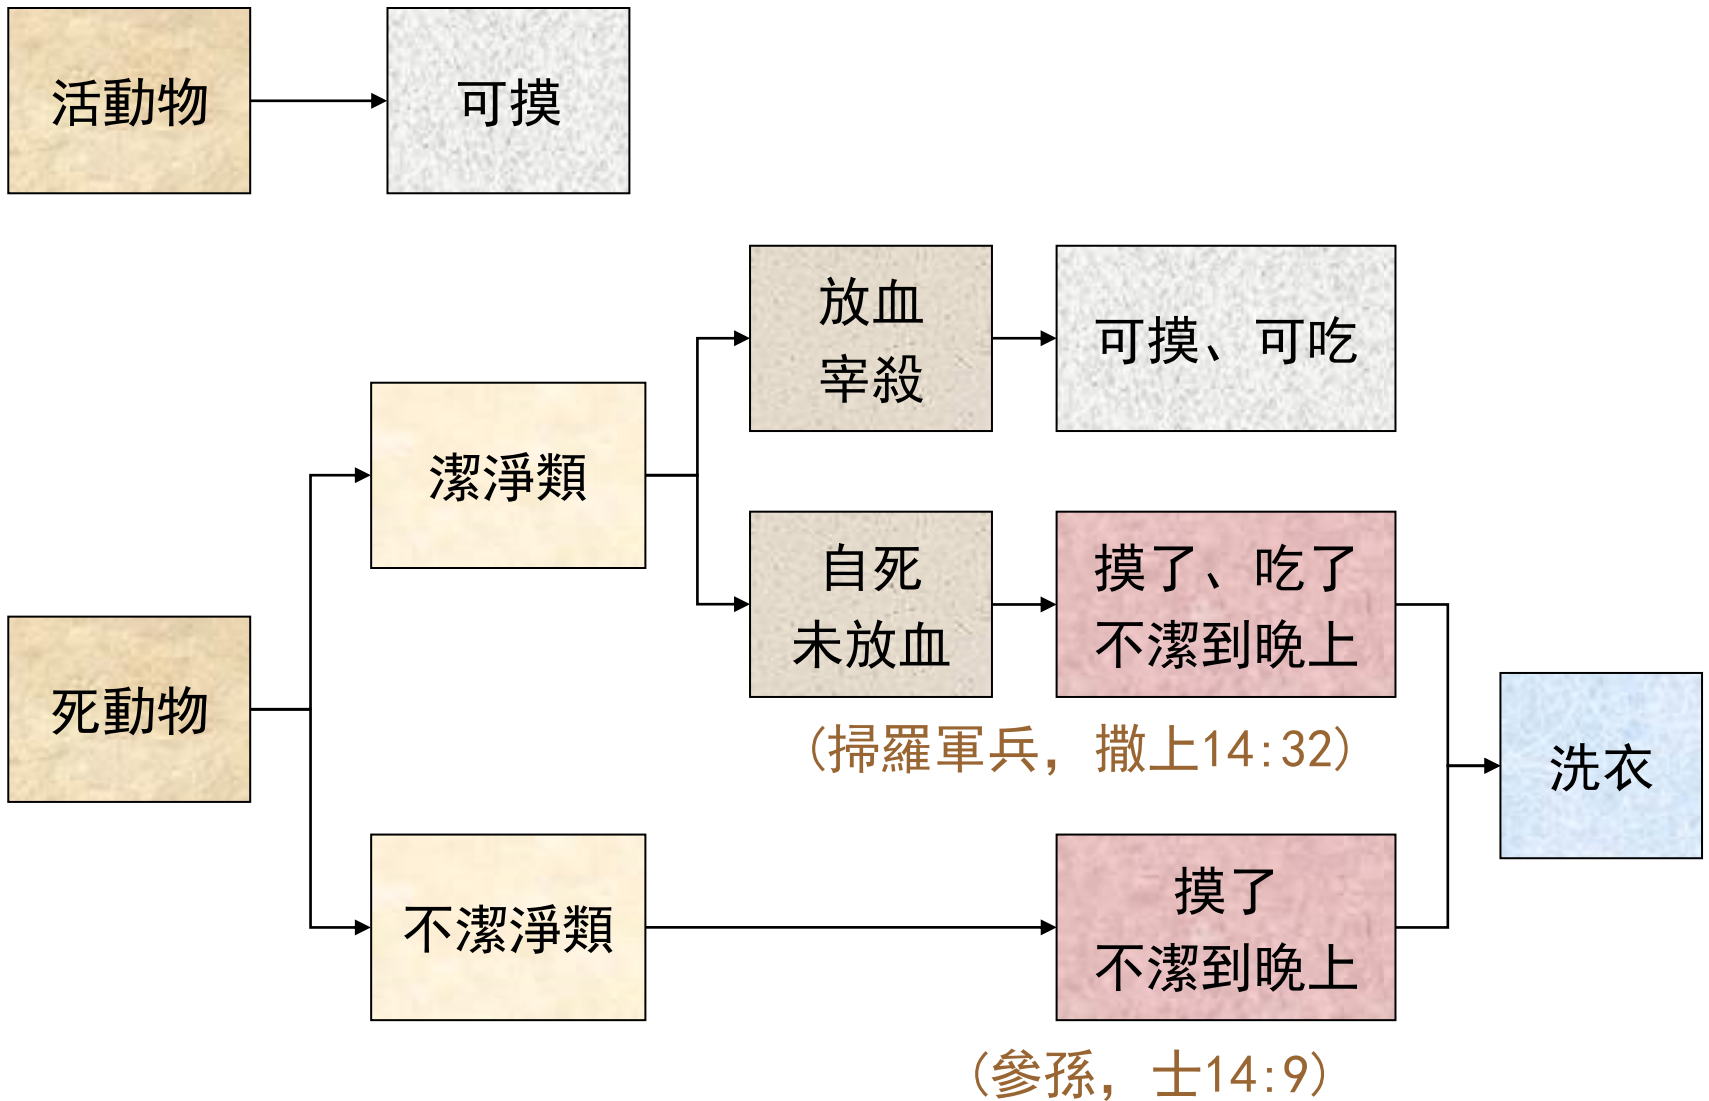 活動物
可摸
放血
宰殺
可摸、可吃
潔淨類
自死
未放血
摸了、吃了
不潔到晚上
死動物
(掃羅軍兵，撒上14:32)
洗衣
不潔淨類
摸了
不潔到晚上
(參孫，士14:9)